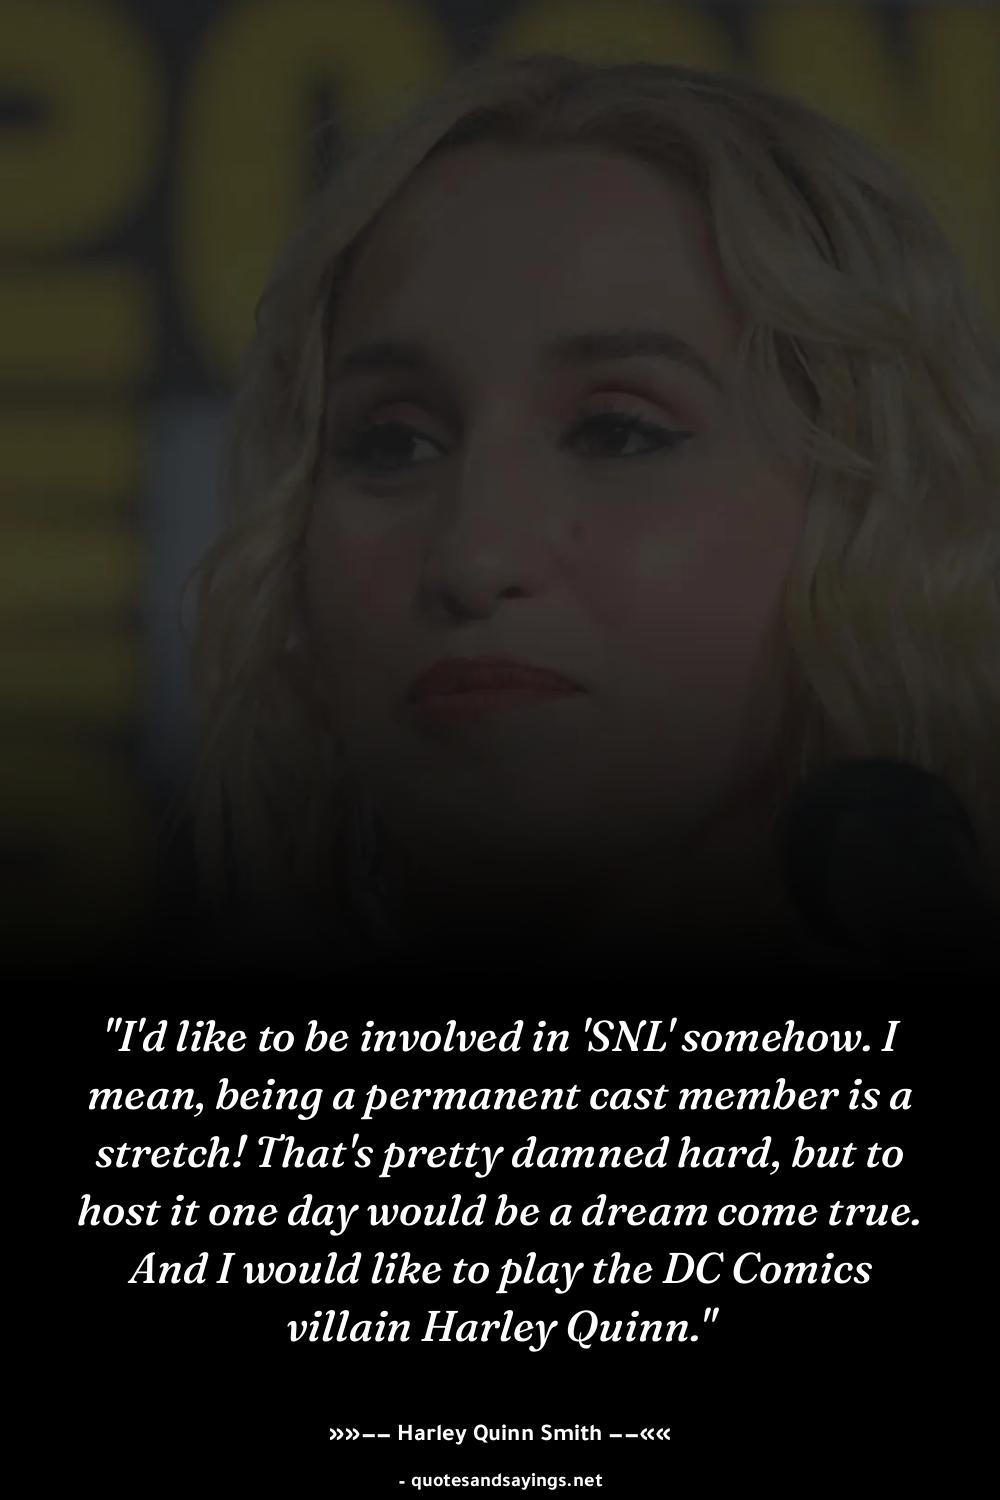 "I'd like to be involved in 'SNL' somehow. I
mean, being a permanent cast member is a
stretch! That's pretty damned hard, but to
host it one day would be a dream come true.
And I would like to play the DC Comics
villain Harley Quinn."
»»–– Harley Quinn Smith ––««
- quotesandsayings.net